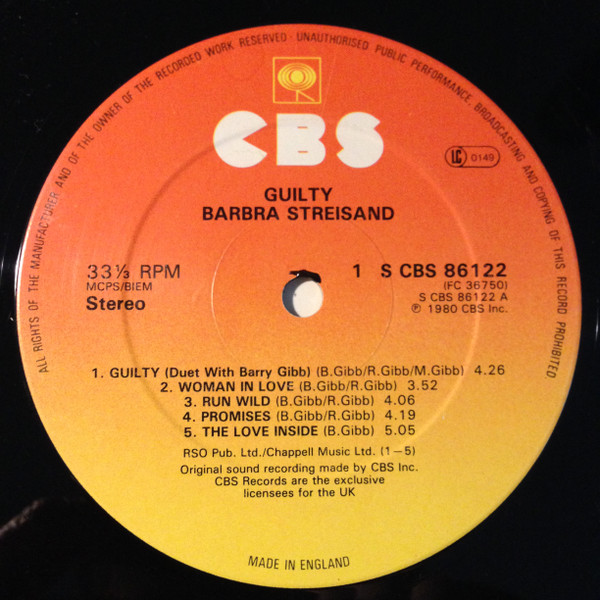 ALL RIGHTS OF THE MANUFACTURER AND OF THE OWNER OF THE RECORDED WORK RESERVED · UNAUTHORISED PUBLIC PERFORMANCE, BROADCASTING AND COPYING OF THIS RECORD PROHIBITED
CBS
LC 0149
GUILTY
BARBRA STREISAND
33⅓ RPM
MCPS/BIEM
Stereo
1 S CBS 86122
(FC 36750)
S CBS 86122 A
℗ 1980 CBS Inc.
1. GUILTY (Duet With Barry Gibb) (B.Gibb/R.Gibb/M.Gibb) 4.26
2. WOMAN IN LOVE (B.Gibb/R.Gibb) 3.52
3. RUN WILD (B.Gibb/R.Gibb) 4.06
4. PROMISES (B.Gibb/R.Gibb) 4.19
5. THE LOVE INSIDE (B.Gibb) 5.05
RSO Pub. Ltd./Chappell Music Ltd. (1–5)
Original sound recording made by CBS Inc.
CBS Records are the exclusive
licensees for the UK
MADE IN ENGLAND